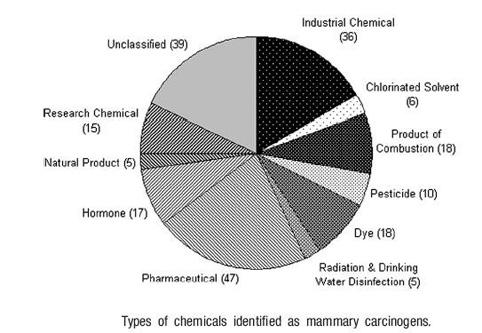 Industrial Chemical
(36)
Unclassified (39)
Chlorinated Solvent
(6)
Research Chemical
(15)
Product of
Combustion (18)
Natural Product (5)
Pesticide (10)
Hormone (17)
Dye (18)
Pharmaceutical (47)
Radiation & Drinking
Water Disinfection (5)
Types of chemicals identified as mammary carcinogens.